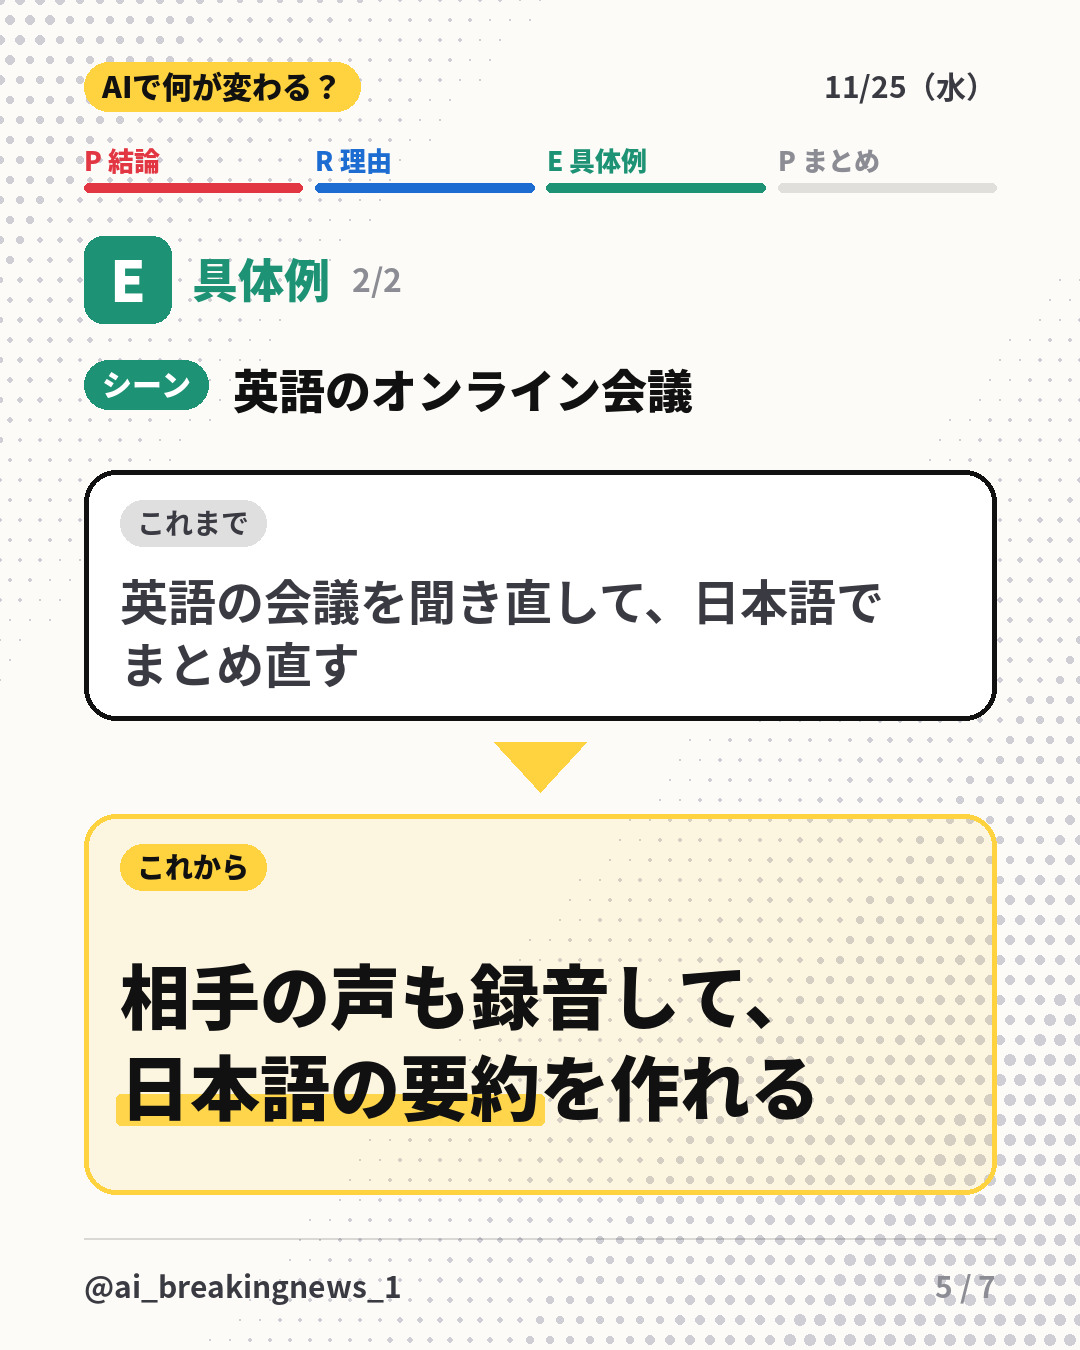 AIで何が変わる？
11/25（水）
P 結論
R 理由
E 具体例
P まとめ
E 具体例 2/2
シーン 英語のオンライン会議
これまで
英語の会議を聞き直して、日本語で
まとめ直す
これから
相手の声も録音して、
日本語の要約を作れる
@ai_breakingnews_1
5 / 7